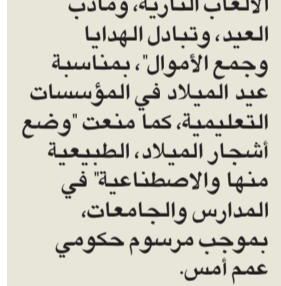 الألعاب النارية، ومآدب
العيد، وتبادل الهدايا
وجمع الأموال"، بمناسبة
عيد الميلاد في المؤسسات
التعليمية، كما منعت "وضع
أشجار الميلاد، الطبيعية
منها والاصطناعية" في
المدارس والجامعات،
بموجب مرسوم حكومي
عمم أمس.